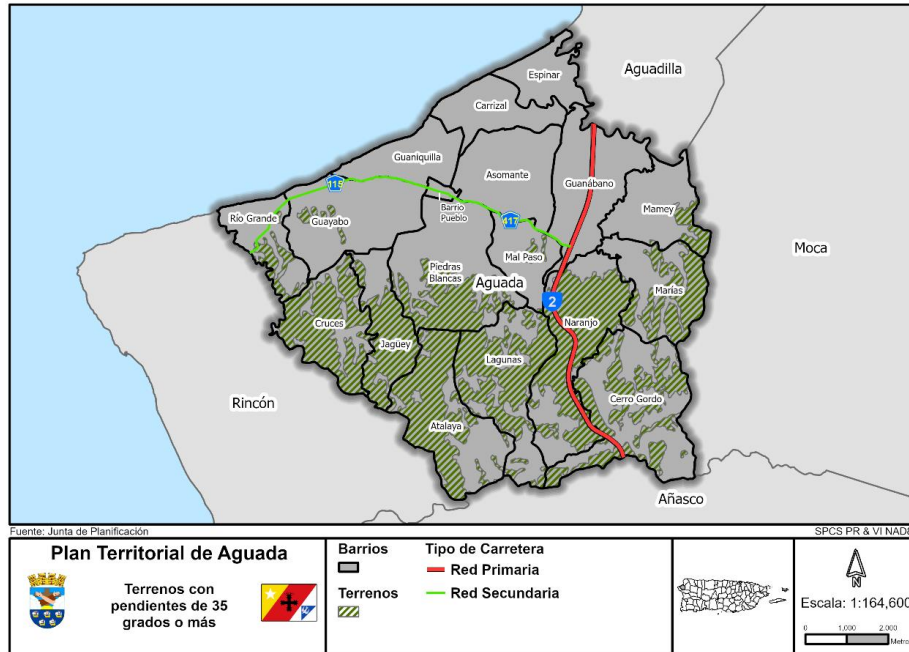 Aguadilla
Espinar
Carrizal
Guaniquilla
Asomante
Guanábano
115
Río Grande
Guayabo
Barrio
Pueblo
417
Mamey
Mal Paso
Moca
Piedras
Blancas
Aguada
Marías
2
Cruces
Naranjo
Jagüey
Lagunas
Rincón
Cerro Gordo
Atalaya
Añasco
Fuente: Junta de Planificación
SPCS PR & VI NAD8
Plan Territorial de Aguada
Terrenos con
pendientes de 35
grados o más
Barrios
Terrenos
Tipo de Carretera
Red Primaria
Red Secundaria
N
Escala: 1:164,600
0 1,000 2,000
Metro